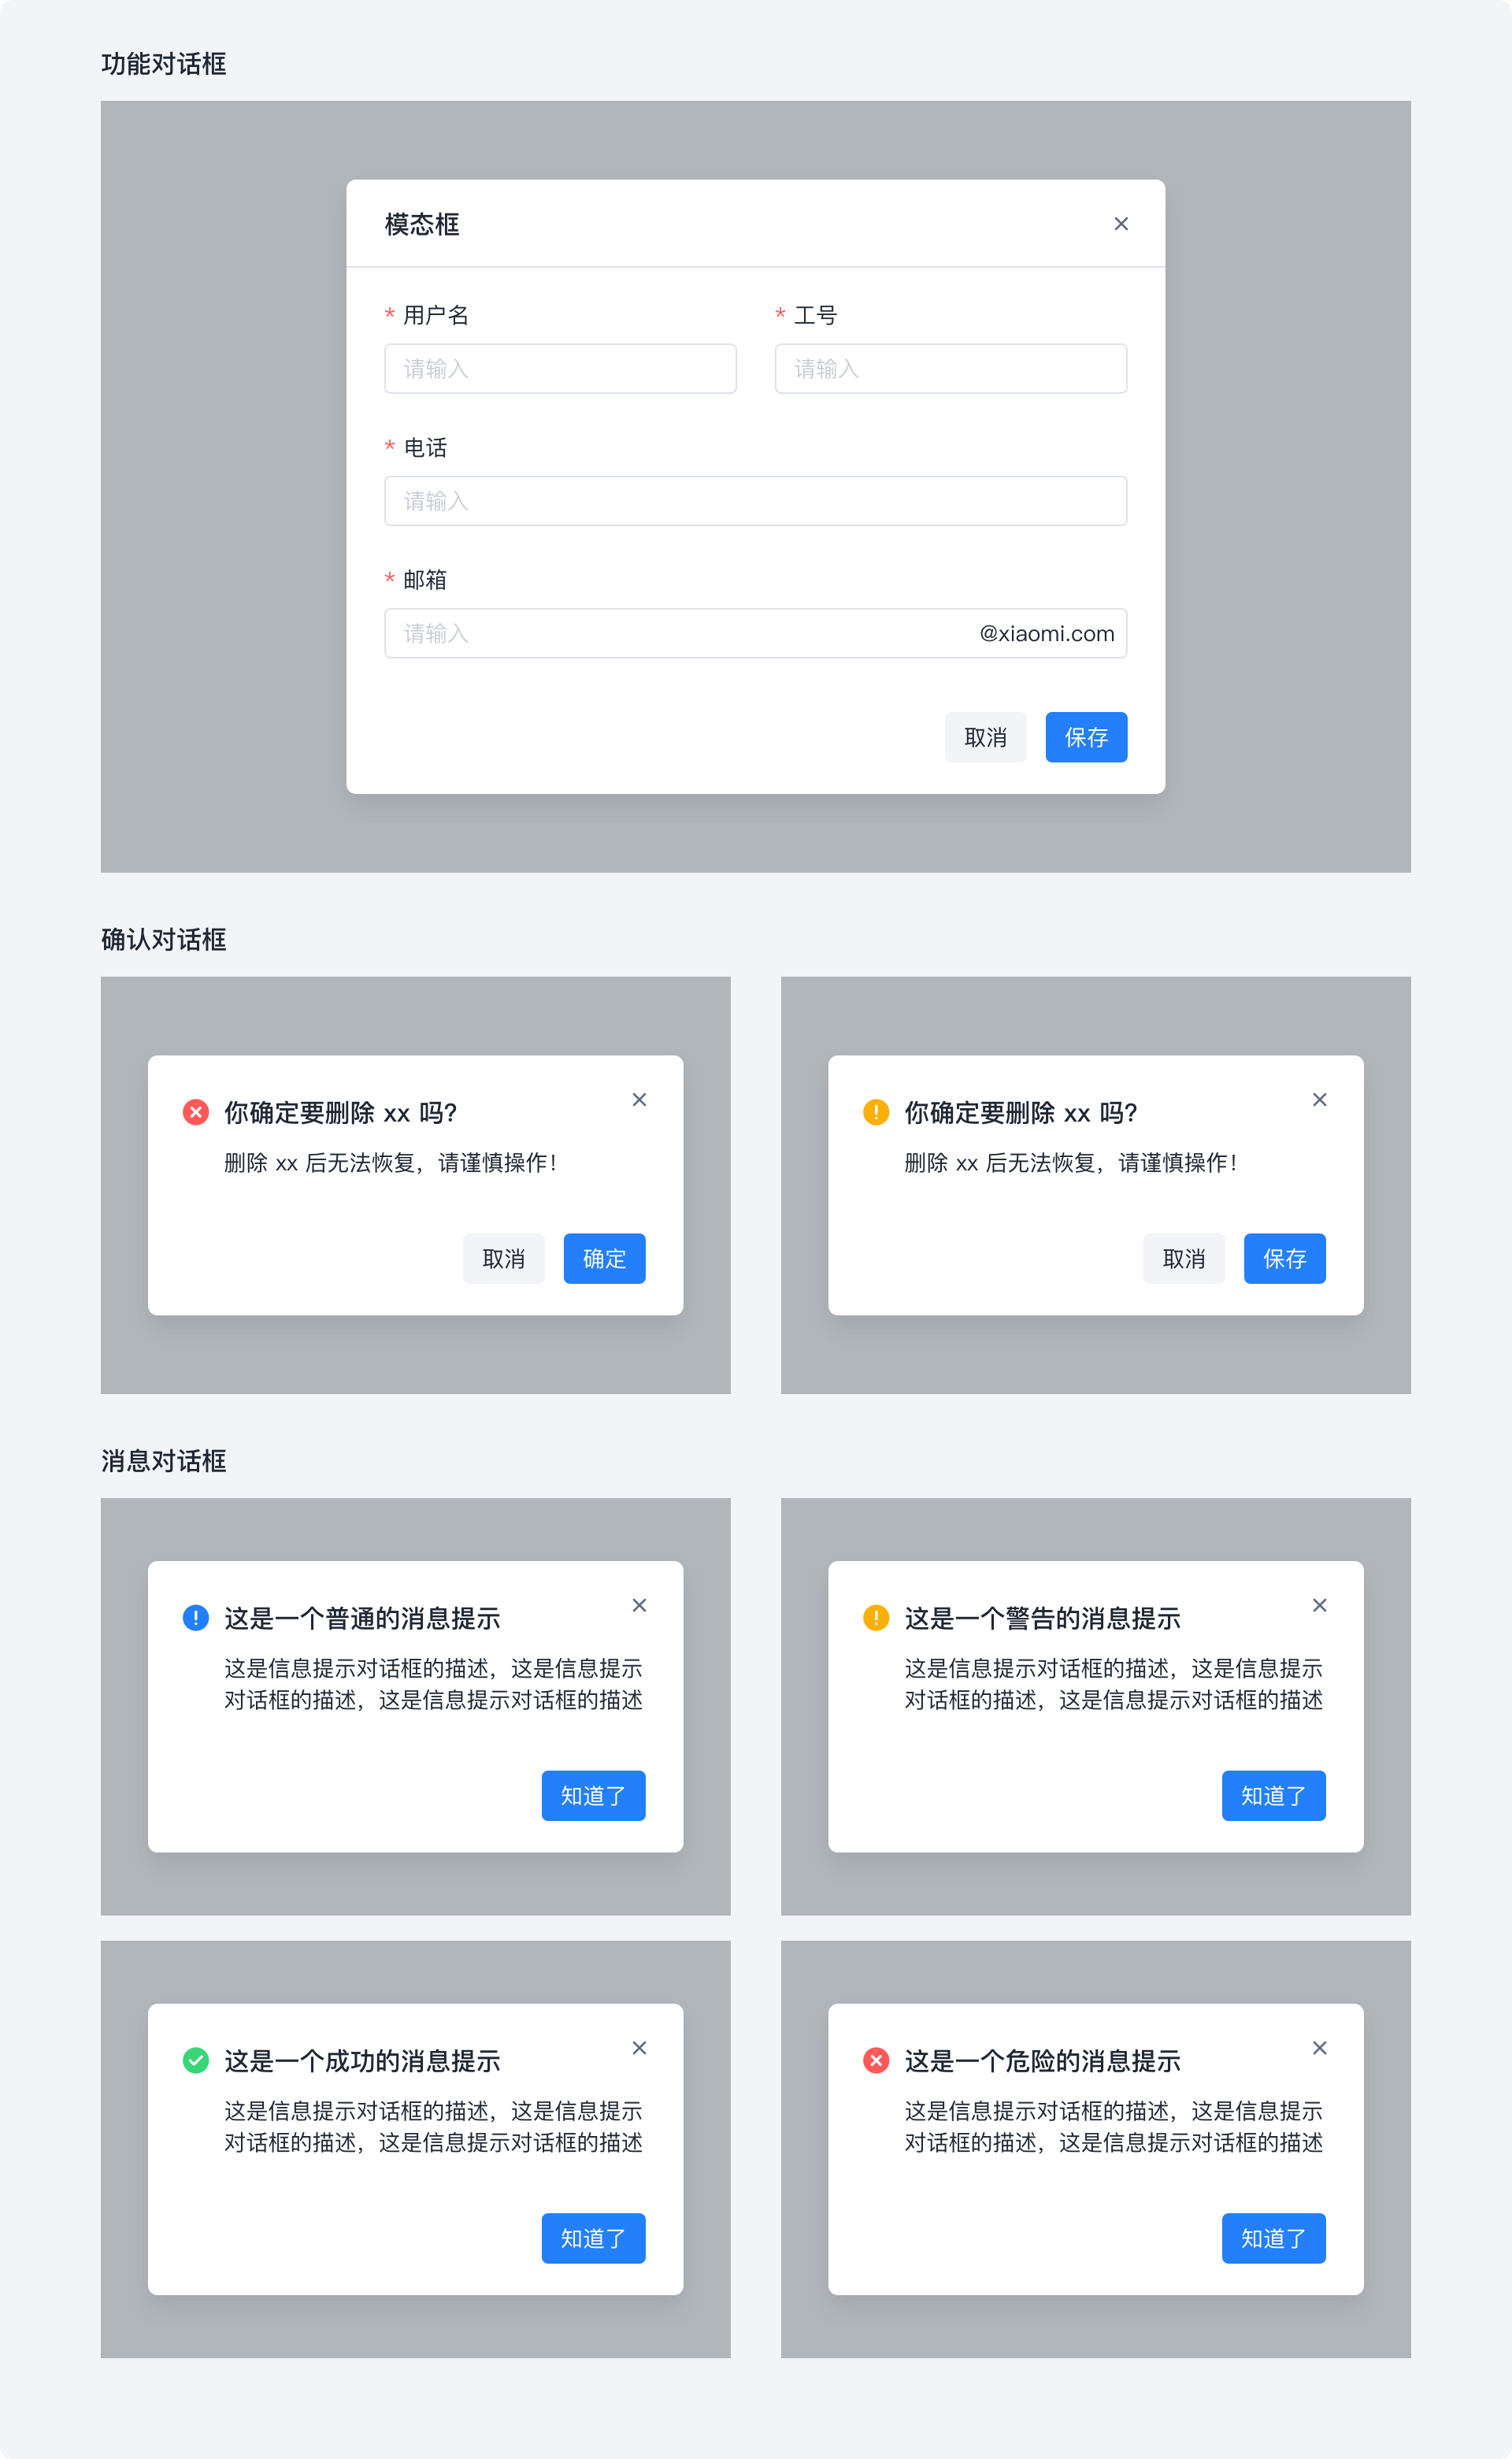 功能对话框
模态框
* 用户名
* 工号
请输入
请输入
* 电话
请输入
* 邮箱
请输入
@xiaomi.com
取消
保存
确认对话框
你确定要删除 xx 吗?
删除 xx 后无法恢复，请谨慎操作！
取消
确定
你确定要删除 xx 吗?
删除 xx 后无法恢复，请谨慎操作！
取消
保存
消息对话框
这是一个普通的消息提示
这是信息提示对话框的描述，这是信息提示
对话框的描述，这是信息提示对话框的描述
知道了
这是一个警告的消息提示
这是信息提示对话框的描述，这是信息提示
对话框的描述，这是信息提示对话框的描述
知道了
这是一个成功的消息提示
这是信息提示对话框的描述，这是信息提示
对话框的描述，这是信息提示对话框的描述
知道了
这是一个危险的消息提示
这是信息提示对话框的描述，这是信息提示
对话框的描述，这是信息提示对话框的描述
知道了